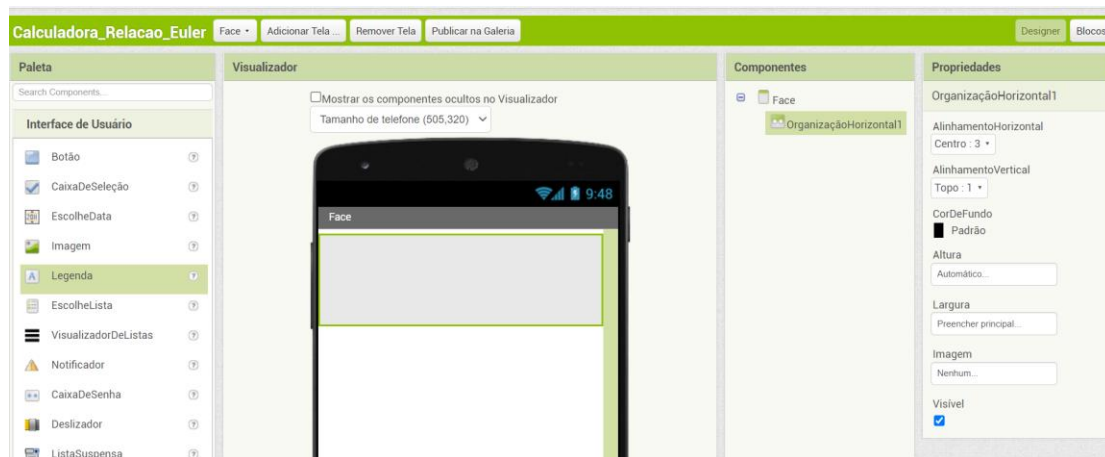 Calculadora_Relacao_Euler Face Adicionar Tela ... Remover Tela Publicar na Galeria Designer Blocos
Paleta
Search Components...
Interface de Usuário
Botão
CaixaDeSeleção
EscolheData
Imagem
Legenda
EscolheLista
VisualizadorDeListas
Notificador
CaixaDeSenha
Deslizador
ListaSuspensa
Visualizador
Mostrar os componentes ocultos no Visualizador
Tamanho de telefone (505,320)
9:48
Face
Componentes
Face
OrganizaçãoHorizontal1
Propriedades
OrganizaçãoHorizontal1
AlinhamentoHorizontal
Centro : 3
AlinhamentoVertical
Topo : 1
CorDeFundo
Padrão
Altura
Automático...
Largura
Preencher principal...
Imagem
Nenhum...
Visível